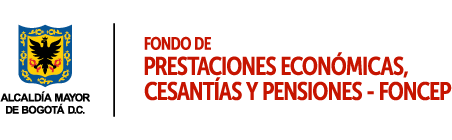 ALCALDÍA MAYOR
DE BOGOTÁ D.C.
FONDO DE
PRESTACIONES ECONÓMICAS,
CESANTÍAS Y PENSIONES - FONCEP